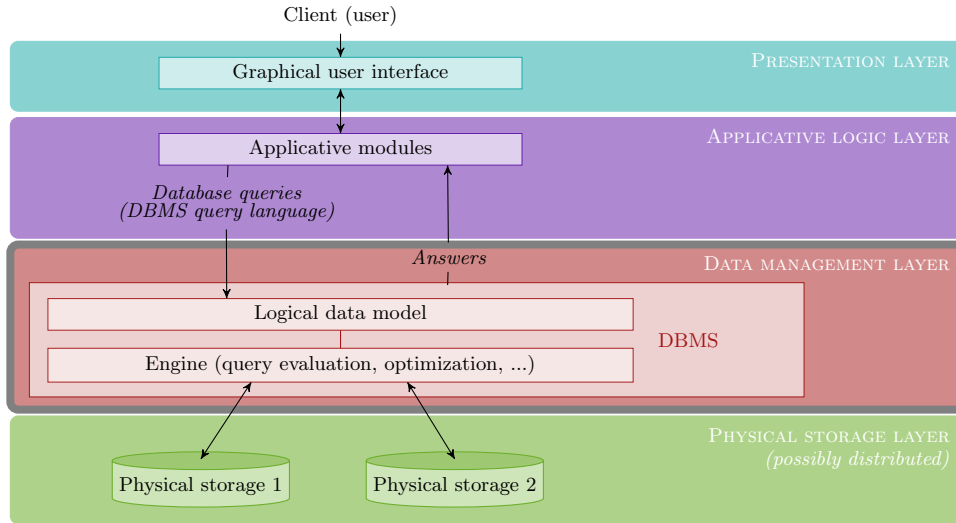 Client (user)
PRESENTATION LAYER
Graphical user interface
APPLICATIVE LOGIC LAYER
Applicative modules
Database queries
(DBMS query language)
Answers
DATA MANAGEMENT LAYER
Logical data model
DBMS
Engine (query evaluation, optimization, ...)
PHYSICAL STORAGE LAYER
(possibly distributed)
Physical storage 1
Physical storage 2